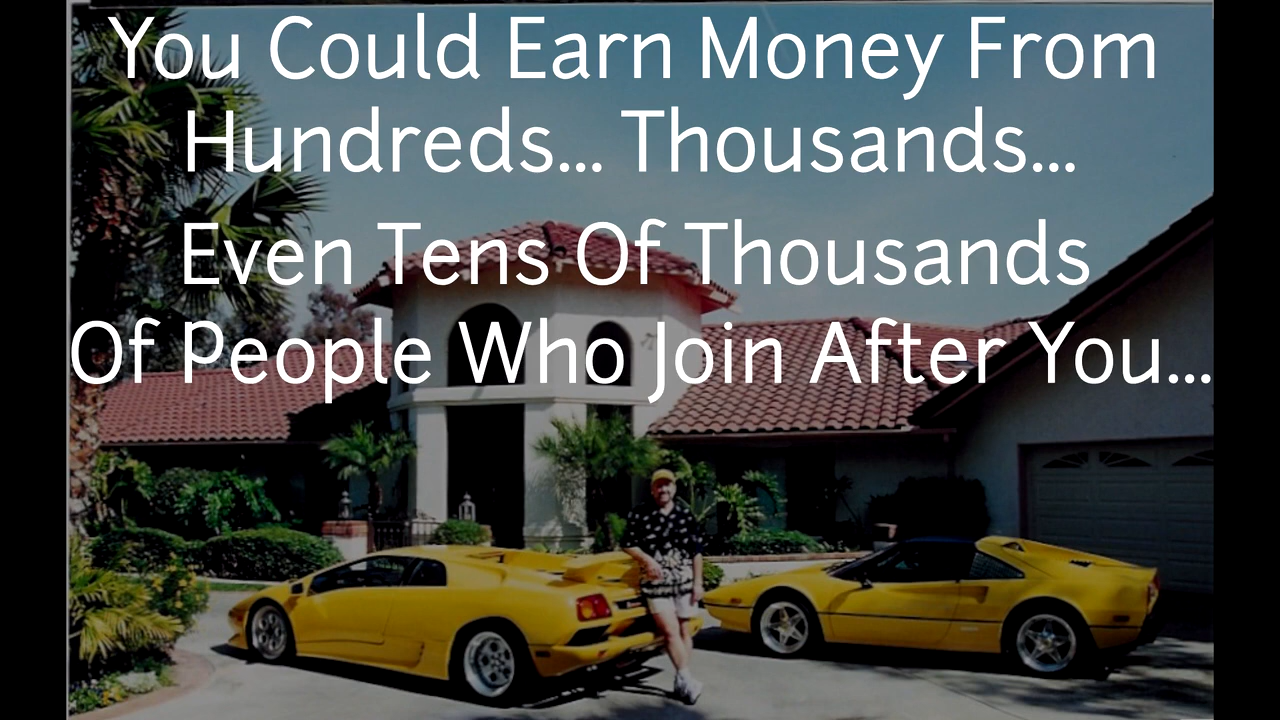 You Could Earn Money From
Hundreds... Thousands...
Even Tens Of Thousands
Of People Who Join After You...